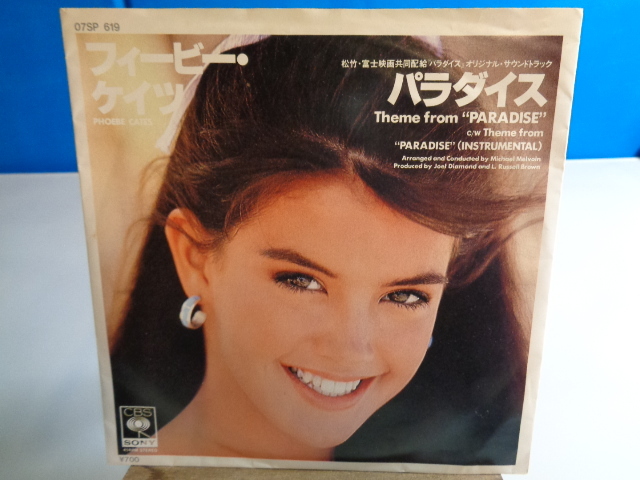 07SP 619
フィービー・
ケイツ
PHOEBE CATES
松竹・富士映画共同配給「パラダイス」オリジナル・サウンドトラック
パラダイス
Theme from "PARADISE"
c/w Theme from
"PARADISE" (INSTRUMENTAL)
Arranged and Conducted by Michael Melvoin
Produced by Joel Diamond and L. Russell Brown
CBS
SONY
¥700